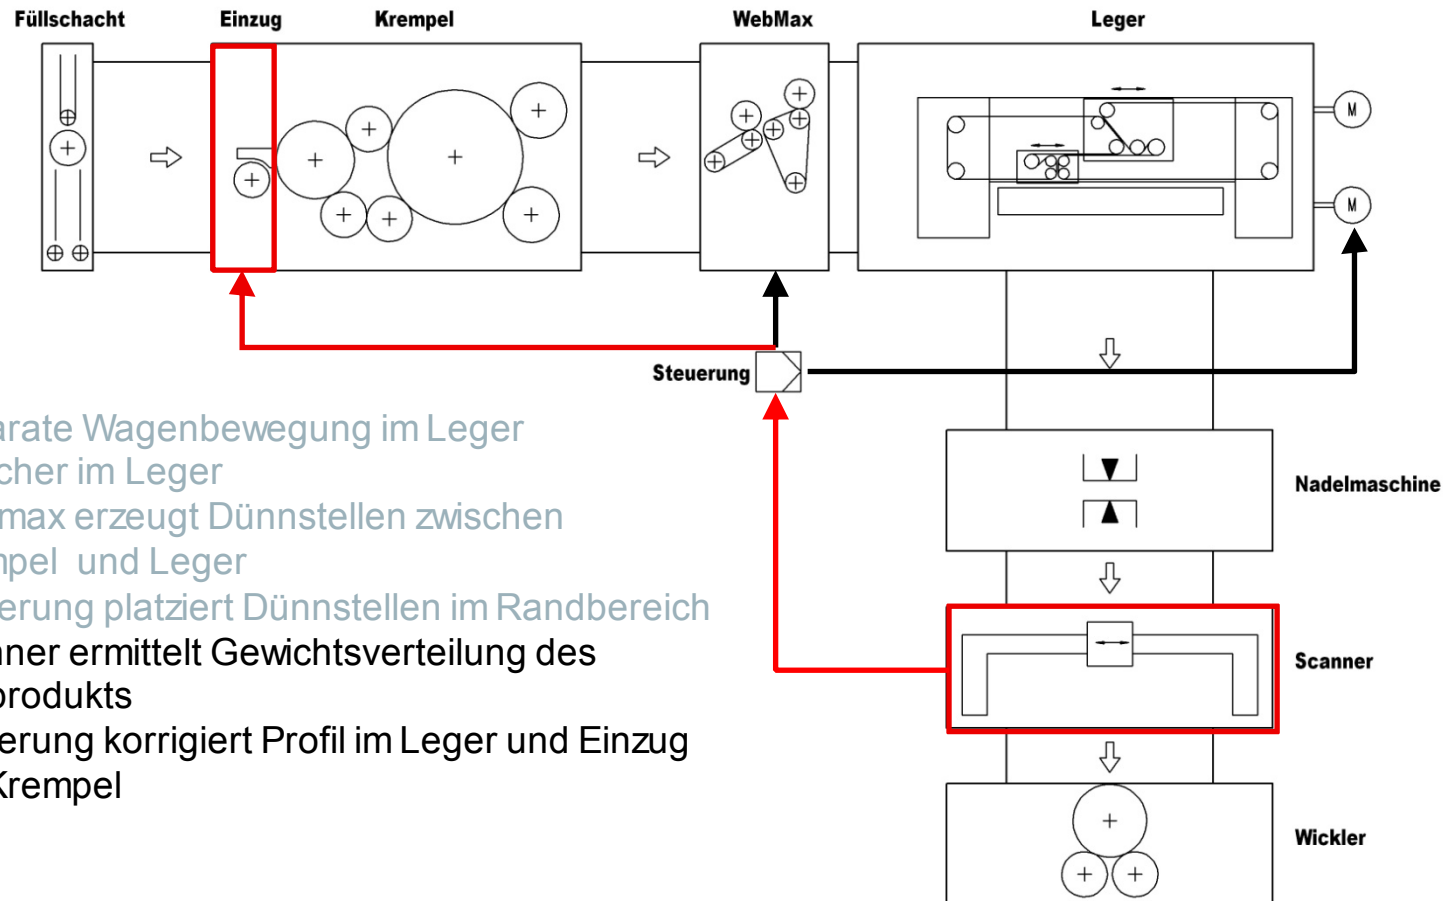 Füllschacht Einzug Krempel WebMax Leger
M
M
Steuerung
arate Wagenbewegung im Leger
cher im Leger
max erzeugt Dünnstellen zwischen
pel und Leger
erung platziert Dünnstellen im Randbereich
ner ermittelt Gewichtsverteilung des
produkts
erung korrigiert Profil im Leger und Einzug
Krempel
Nadelmaschine
Scanner
Wickler